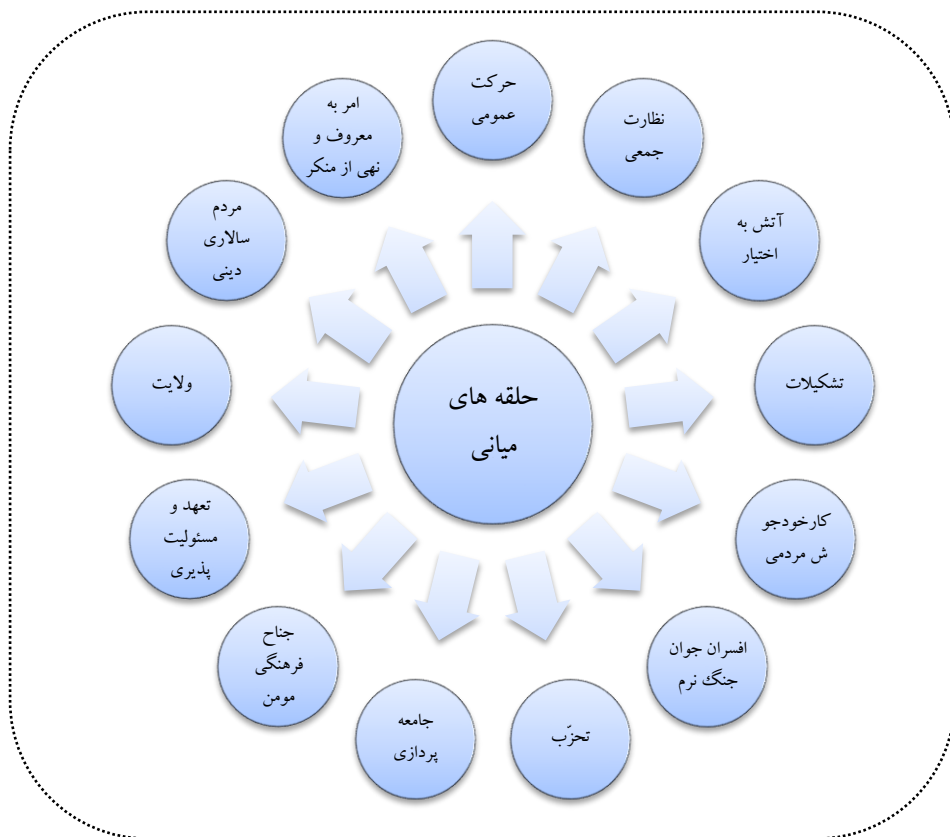 حلقه های
میانی
حرکت
عمومی
نظارت
جمعی
آتش به
اختیار
تشکیلات
کارخودجو
ش مردمی
افسران جوان
جنگ نرم
تحزّب
جامعه
پردازی
جناح
فرهنگی
مومن
تعهد و
مسئولیت
پذیری
ولایت
مردم
سالاری
دینی
امر به
معروف و
نهی از منکر